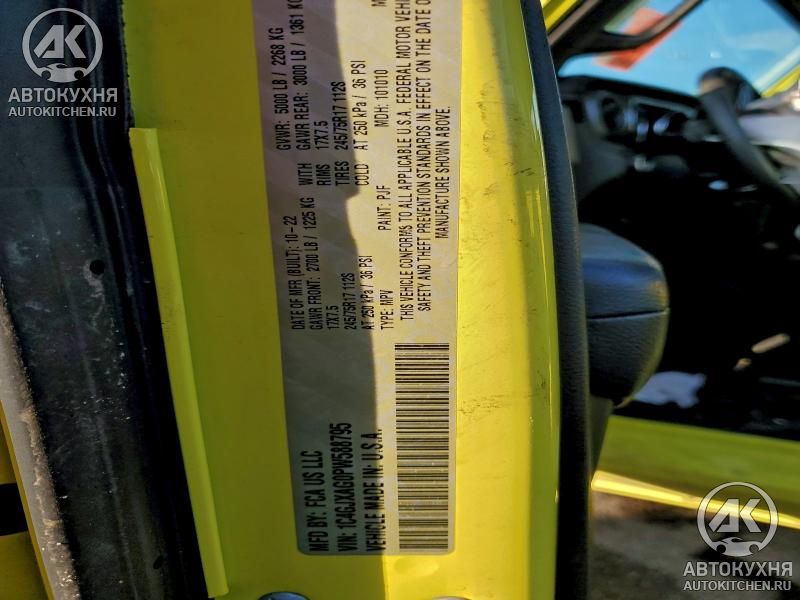 MFD BY: FCA US LLC
DATE OF MFR (BUILT): 10-22
GVWR: 5000 LB / 2268 KG
GAWR FRONT: 2700 LB / 1225 KG WITH GAWR REAR: 3000 LB / 1361 KG
17X7.5 RIMS 17X7.5
245/75R17 112S TIRES 245/75R17 112S
AT 250 kPa / 36 PSI COLD AT 250 kPa / 36 PSI
VIN: 1C4GJXAG0PW588795
TYPE: MPV PAINT: PJF MDH: 101010
VEHICLE MADE IN: U.S.A.
THIS VEHICLE CONFORMS TO ALL APPLICABLE U.S.A. FEDERAL MOTOR
SAFETY AND THEFT PREVENTION STANDARDS IN EFFECT ON THE DATE OF
MANUFACTURE SHOWN ABOVE.
АК
АВТОКУХНЯ
AUTOKITCHEN.RU
АК
АВТОКУХНЯ
AUTOKITCHEN.RU